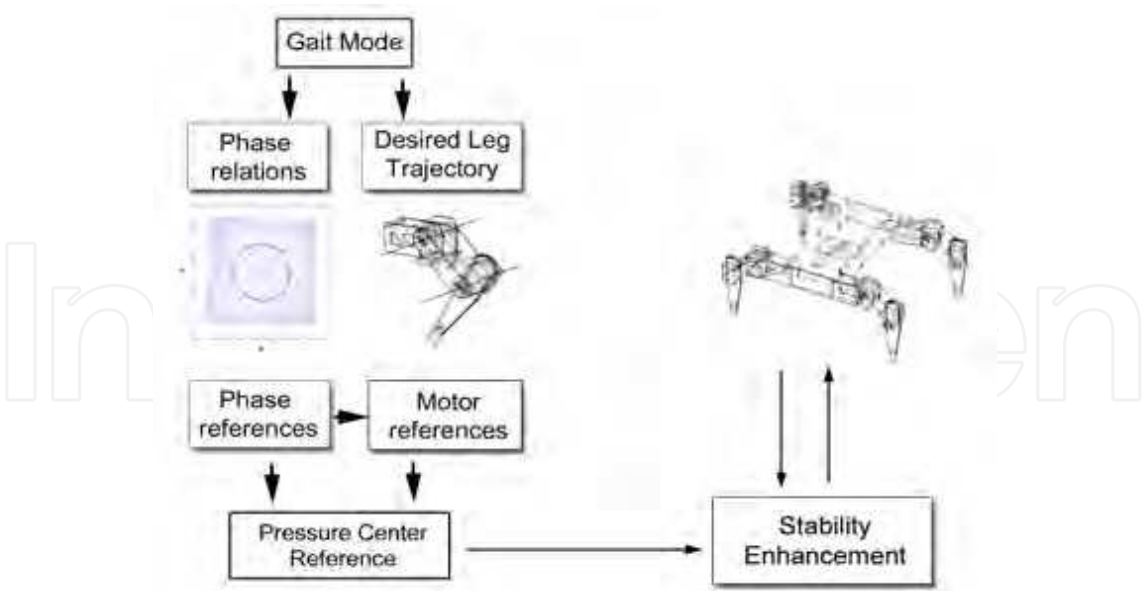 Gait Mode
Phase
relations
Desired Leg
Trajectory
Phase
references
Motor
references
Pressure Center
Reference
Stability
Enhancement